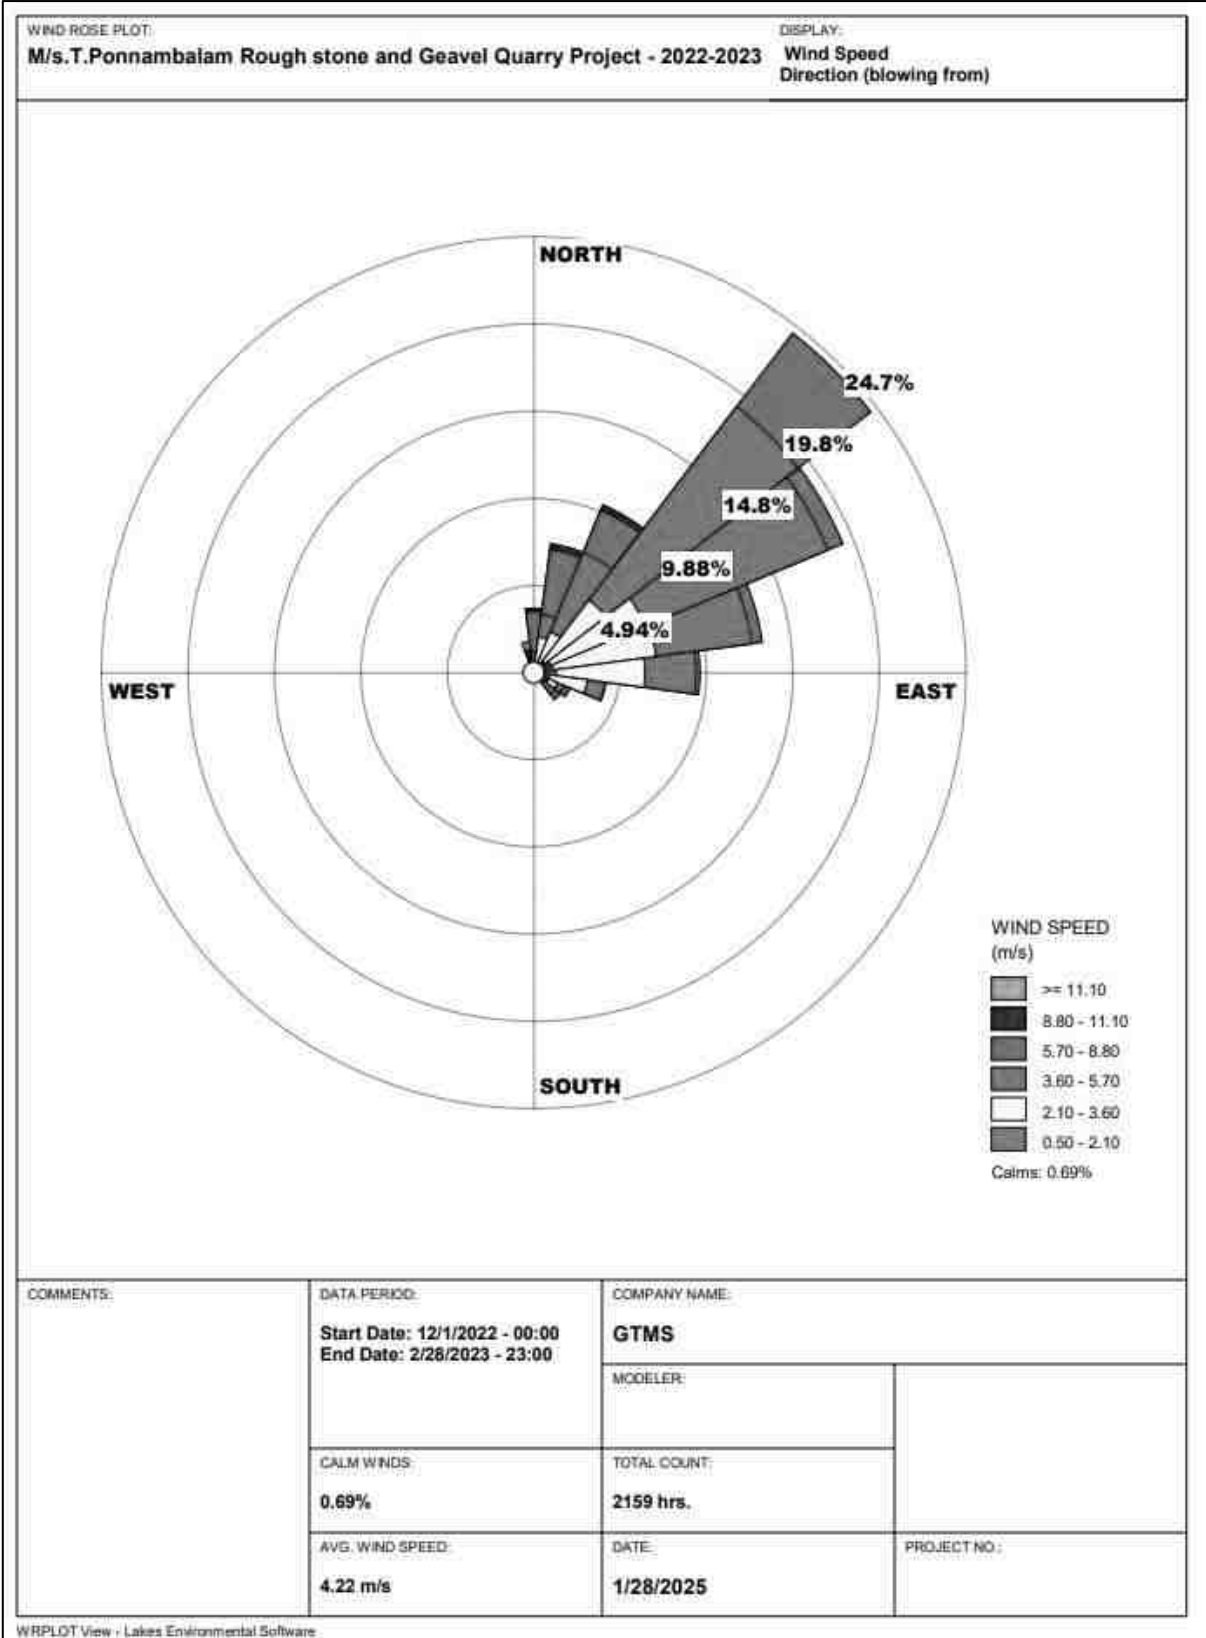 WIND ROSE PLOT:
M/s.T.Ponnambalam Rough stone and Geavel Quarry Project - 2022-2023
DISPLAY:
Wind Speed
Direction (blowing from)
NORTH
24.7%
19.8%
14.8%
9.88%
4.94%
WEST
EAST
SOUTH
WIND SPEED
(m/s)
>= 11.10
8.80 - 11.10
5.70 - 8.80
3.60 - 5.70
2.10 - 3.60
0.50 - 2.10
Calms: 0.69%
COMMENTS:
DATA PERIOD:
Start Date: 12/1/2022 - 00:00
End Date: 2/28/2023 - 23:00
COMPANY NAME:
GTMS
MODELER:
CALM WINDS:
0.69%
TOTAL COUNT:
2159 hrs.
AVG. WIND SPEED:
4.22 m/s
DATE:
1/28/2025
PROJECT NO.:
WRPLOT View - Lakes Environmental Software